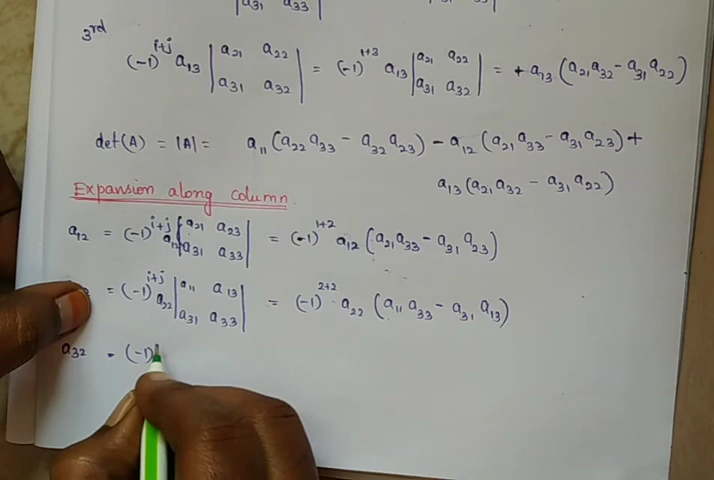 a31 a33
3rd
(-1)^{i+j} a13 | a21 a22 ; a31 a32 | = (-1)^{1+3} a13 | a21 a22 ; a31 a32 | = + a13 (a21 a32 - a31 a22)
det(A) = |A| = a11 (a22 a33 - a32 a23) - a12 (a21 a33 - a31 a23) +
a13 (a21 a32 - a31 a22)
Expansion along column.
a12 = (-1)^{i+j} a12 | a21 a23 ; a31 a33 | = (-1)^{1+2} a12 (a21 a33 - a31 a23)
= (-1)^{i+j} a22 | a11 a13 ; a31 a33 | = (-1)^{2+2} a22 (a11 a33 - a31 a13)
a32 = (-1)